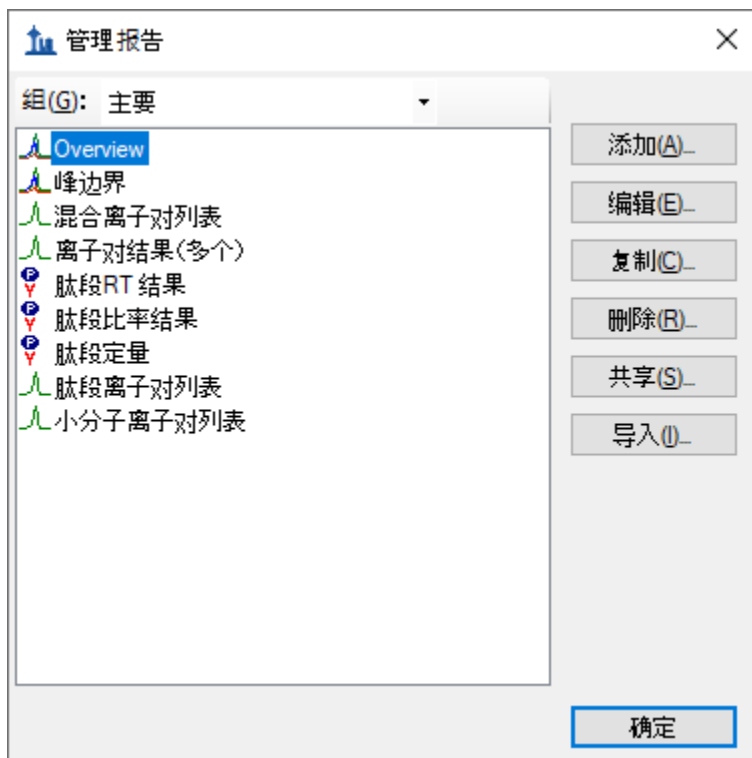 管理报告
组(G): 主要
Overview
峰边界
混合离子对列表
离子对结果(多个)
肽段RT 结果
肽段比率结果
肽段定量
肽段离子对列表
小分子离子对列表
添加(A)...
编辑(E)...
复制(C)...
删除(R)...
共享(S)...
导入(I)...
确定